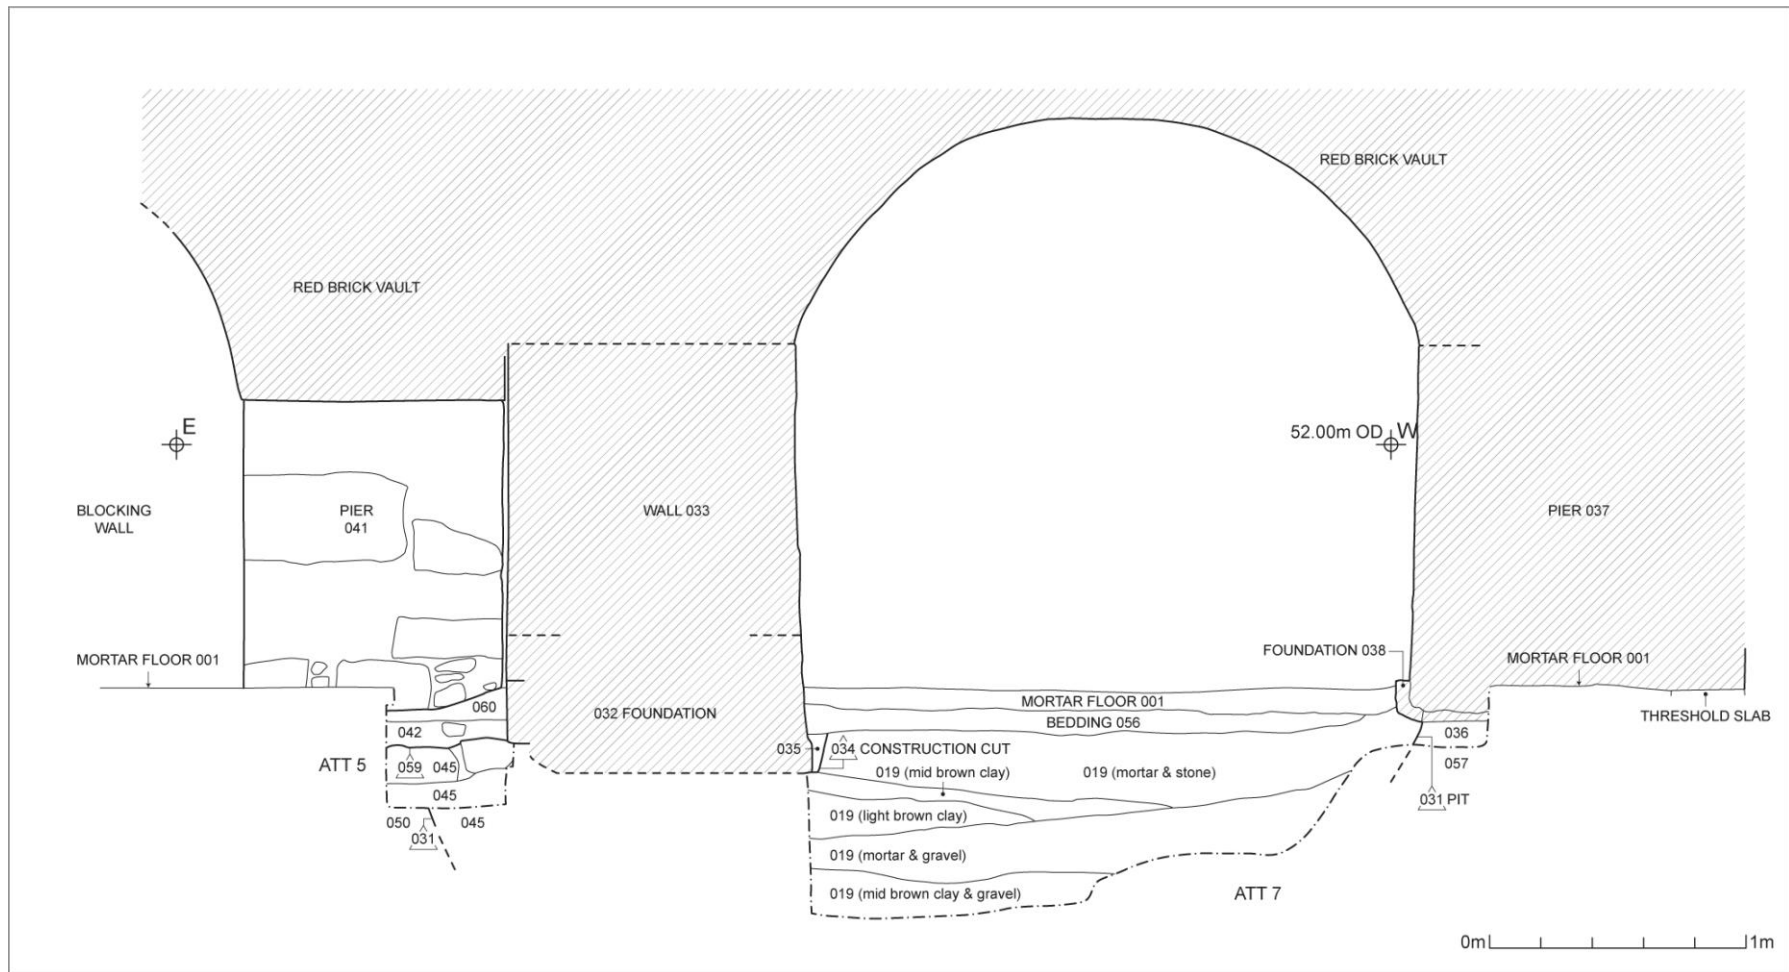 RED BRICK VAULT
RED BRICK VAULT
E
52.00m OD
W
BLOCKING
WALL
PIER
041
WALL 033
PIER 037
MORTAR FLOOR 001
FOUNDATION 038
MORTAR FLOOR 001
060
MORTAR FLOOR 001
032 FOUNDATION
THRESHOLD SLAB
BEDDING 056
042
036
035
034 CONSTRUCTION CUT
ATT 5
059
045
019 (mid brown clay)
019 (mortar & stone)
057
045
031 PIT
050
045
019 (light brown clay)
031
019 (mortar & gravel)
019 (mid brown clay & gravel)
ATT 7
0m
1m